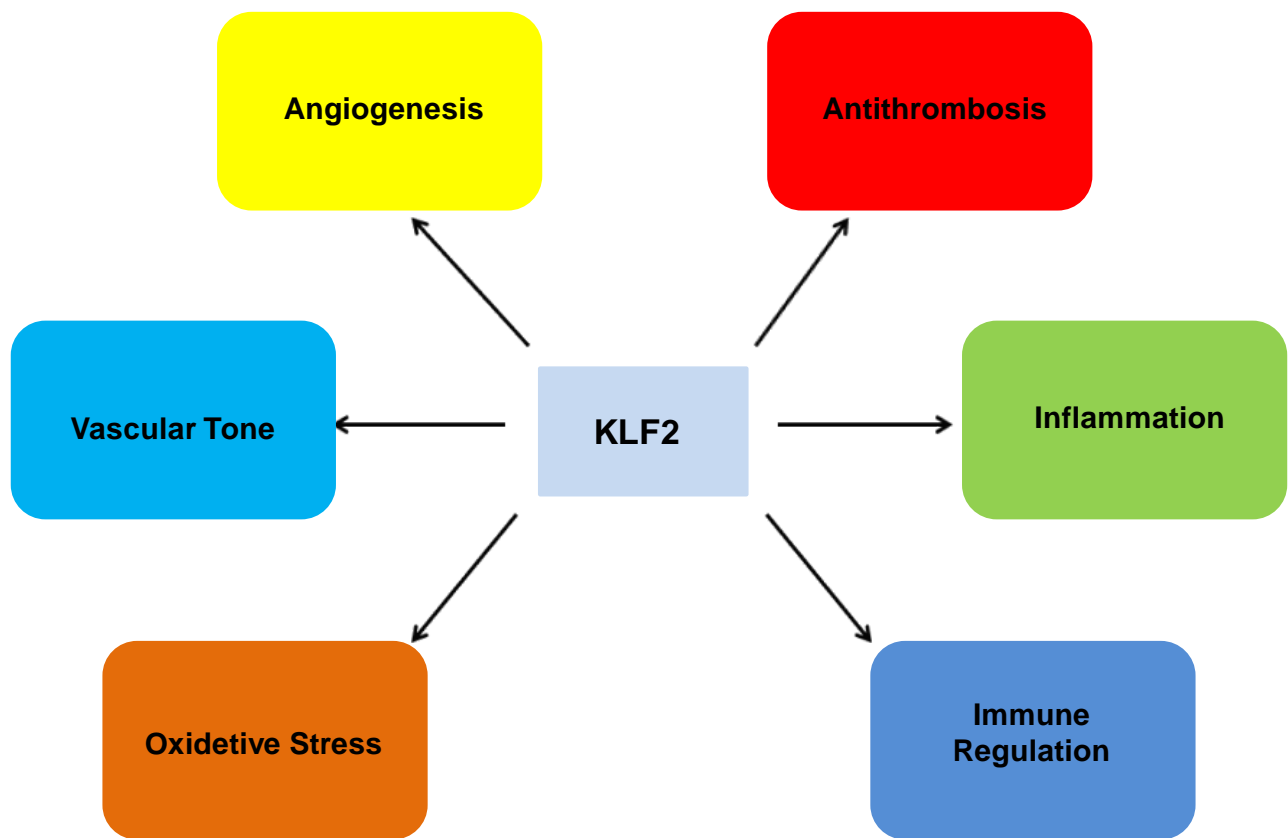 Angiogenesis
Antithrombosis
Vascular Tone
KLF2
Inflammation
Oxidetive Stress
Immune
Regulation